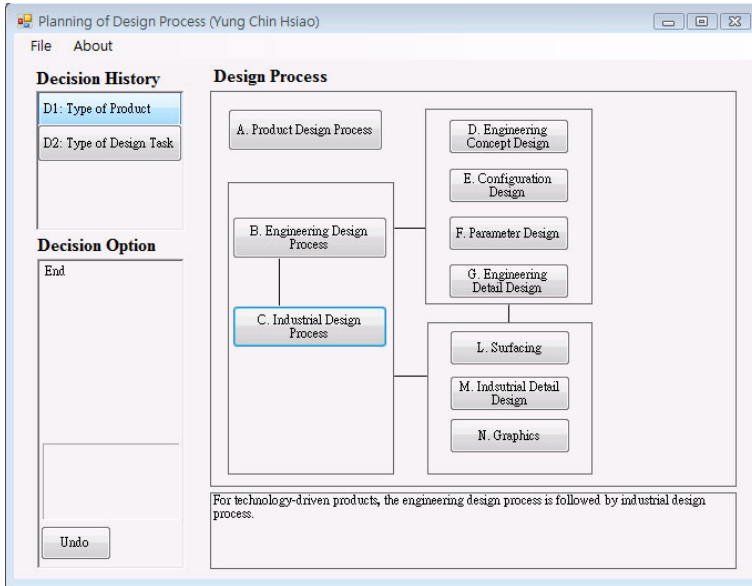 Planning of Design Process (Yung Chin Hsiao)
File About
Decision History
D1: Type of Product
D2: Type of Design Task
Decision Option
End
Undo
Design Process
A. Product Design Process
B. Engineering Design
Process
C. Industrial Design
Process
D. Engineering
Concept Design
E. Configuration
Design
F. Parameter Design
G. Engineering
Detail Design
L. Surfacing
M. Indsutrial Detail
Design
N. Graphics
For technology-driven products, the engineering design process is followed by industrial design
process.